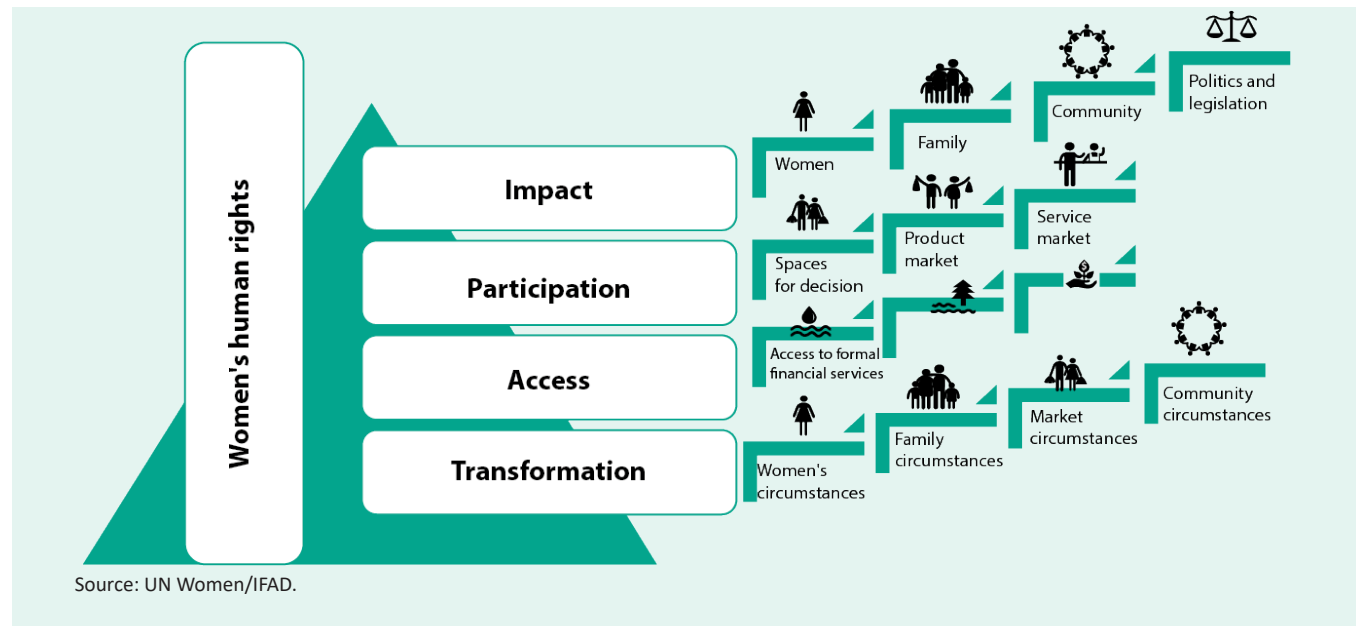 Women's human rights
Impact
Women
Family
Community
Politics and
legislation
Participation
Spaces
for decision
Product
market
Service
market
Access
Access to formal
financial services
$
Transformation
Women's
circumstances
Family
circumstances
Market
circumstances
Community
circumstances
Source: UN Women/IFAD.